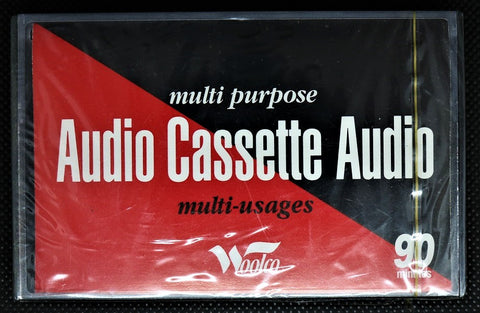 multi purpose
Audio Cassette Audio
multi-usages
Woolco
90
minutes